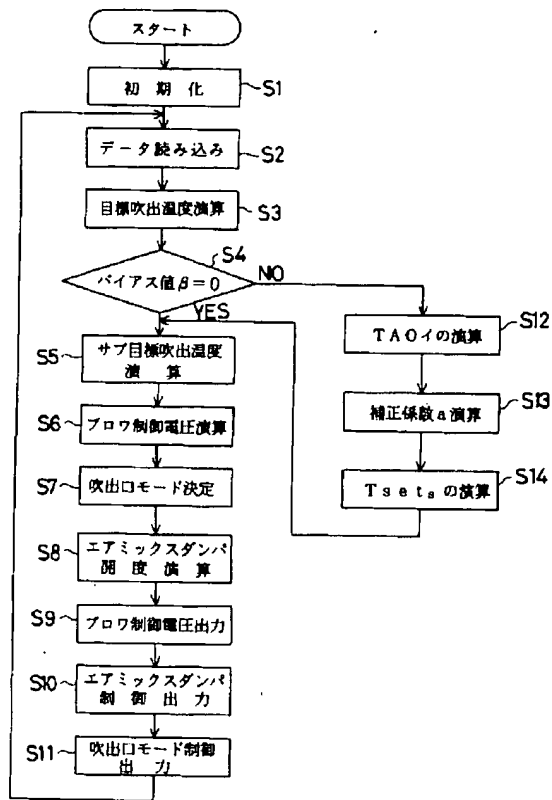 スタート
初期化
S1
データ読み込み
S2
目標吹出温度演算
S3
S4
バイアス値β=0
NO
YES
S5
サブ目標吹出温度
演算
S6
ブロワ制御電圧演算
S7
吹出口モード決定
S8
エアミックスダンパ
開度演算
S9
ブロワ制御電圧出力
S10
エアミックスダンパ
制御出力
S11
吹出口モード制御
出力
TAOイの演算
S12
補正係数a演算
S13
Tsetsの演算
S14